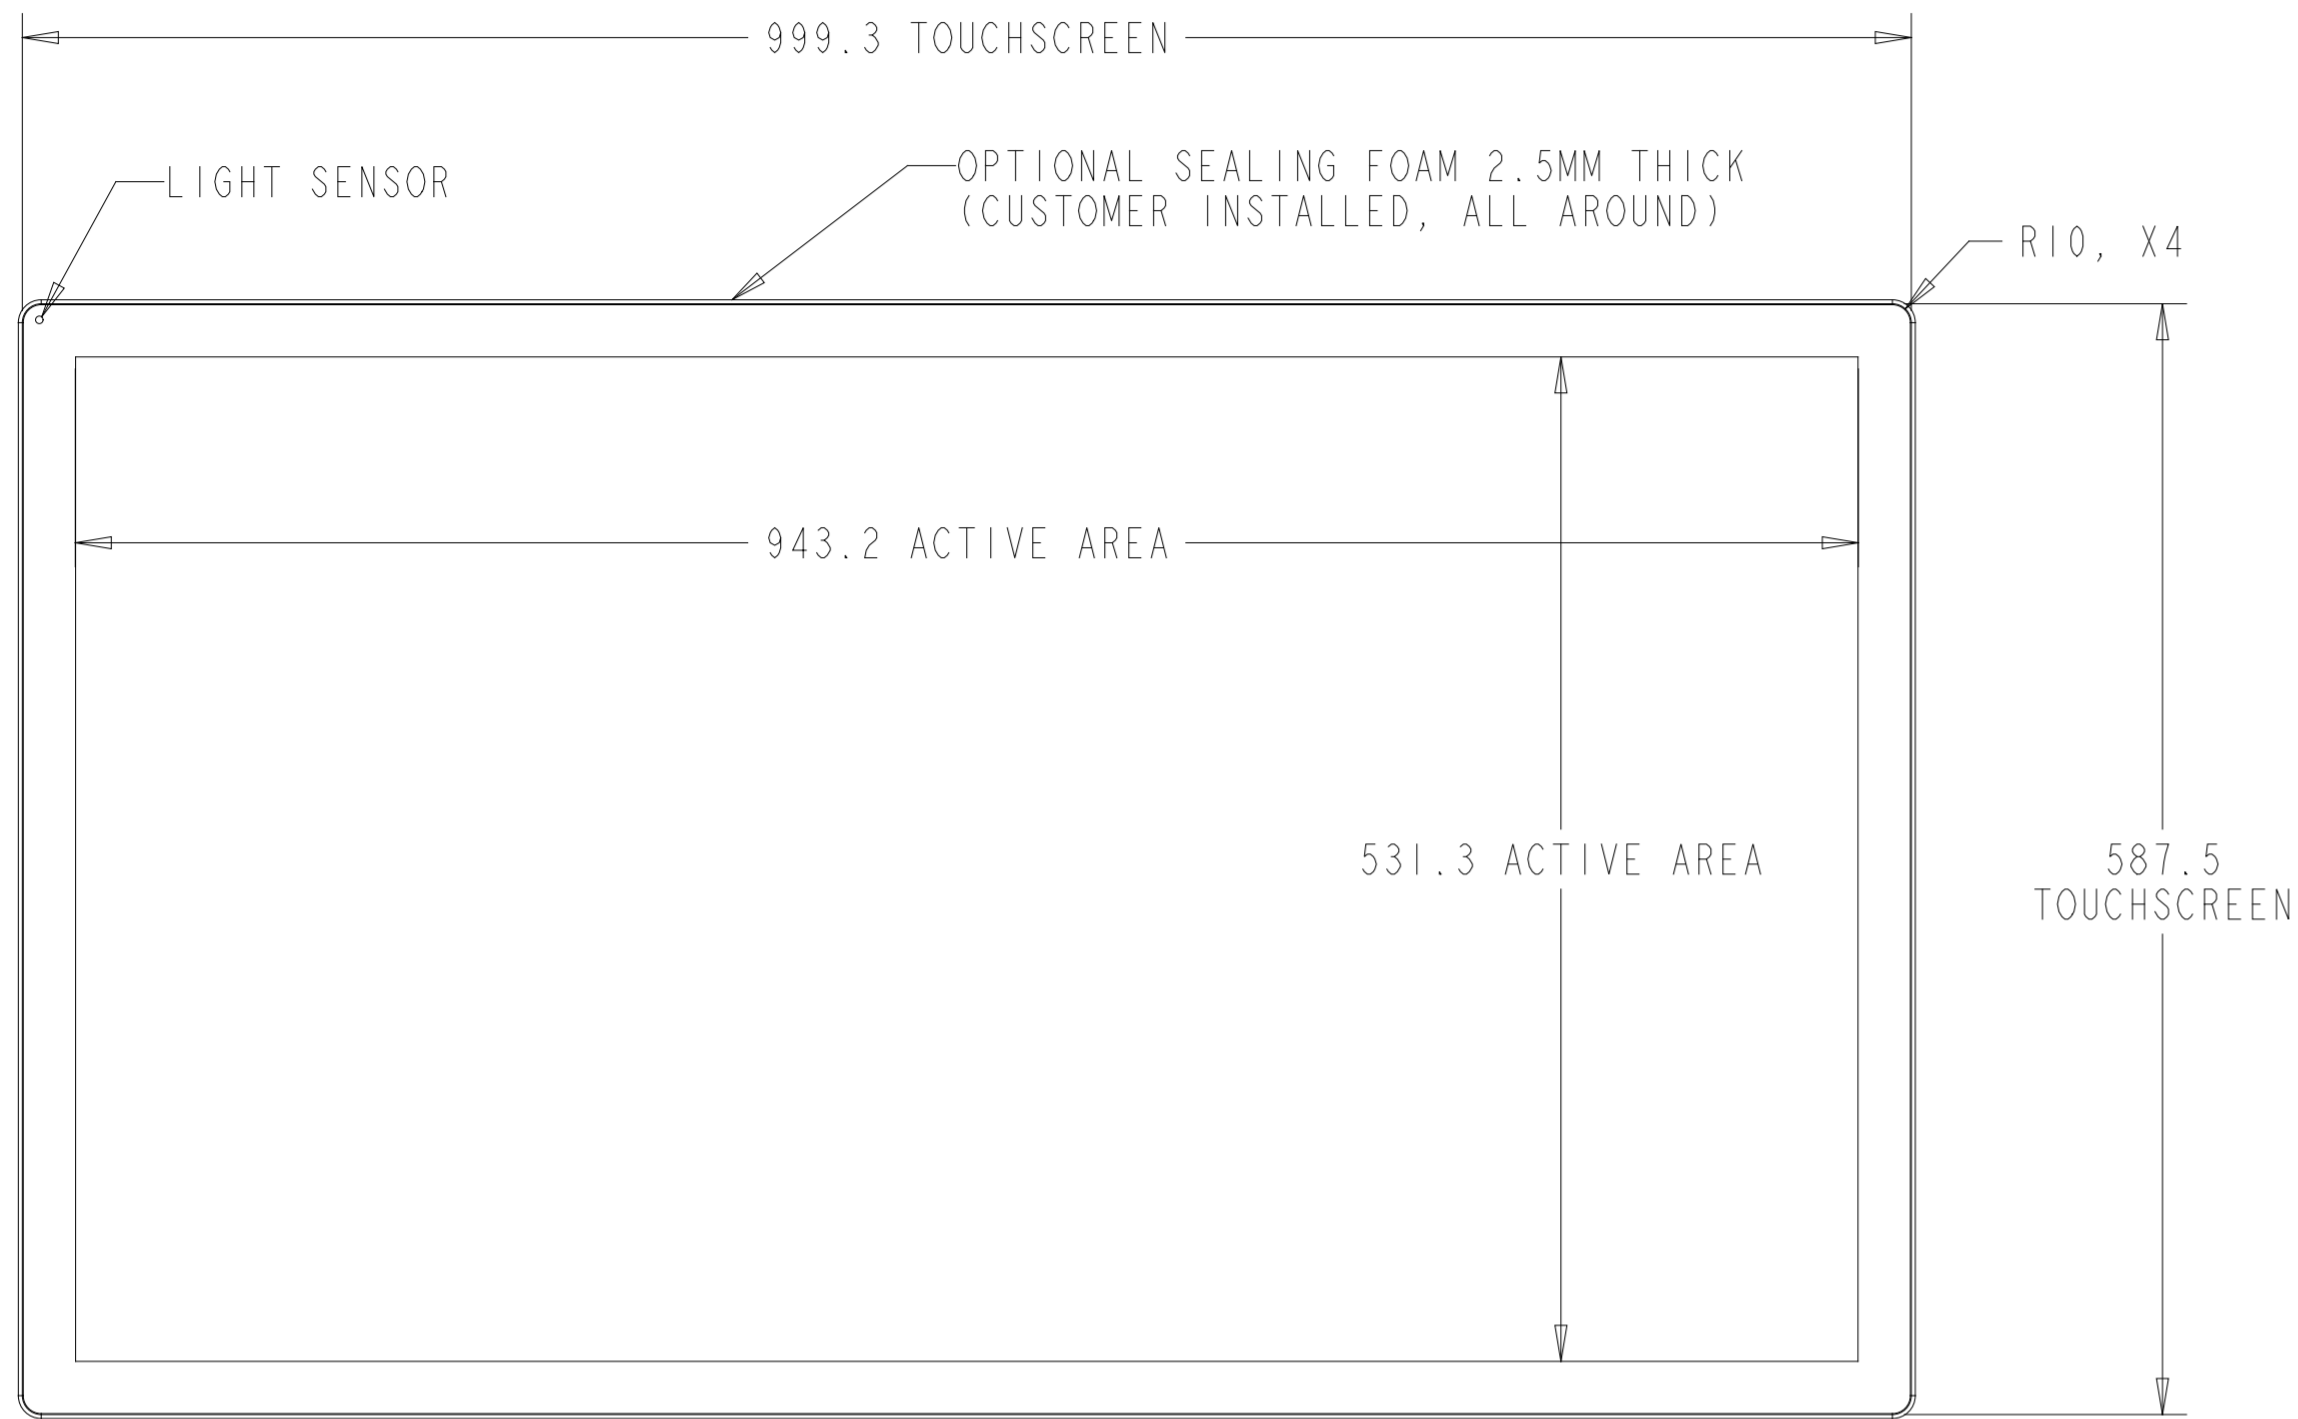 999.3 TOUCHSCREEN
OPTIONAL SEALING FOAM 2.5MM THICK
(CUSTOMER INSTALLED, ALL AROUND)
LIGHT SENSOR
R10, X4
943.2 ACTIVE AREA
531.3 ACTIVE AREA
587.5
TOUCHSCREEN